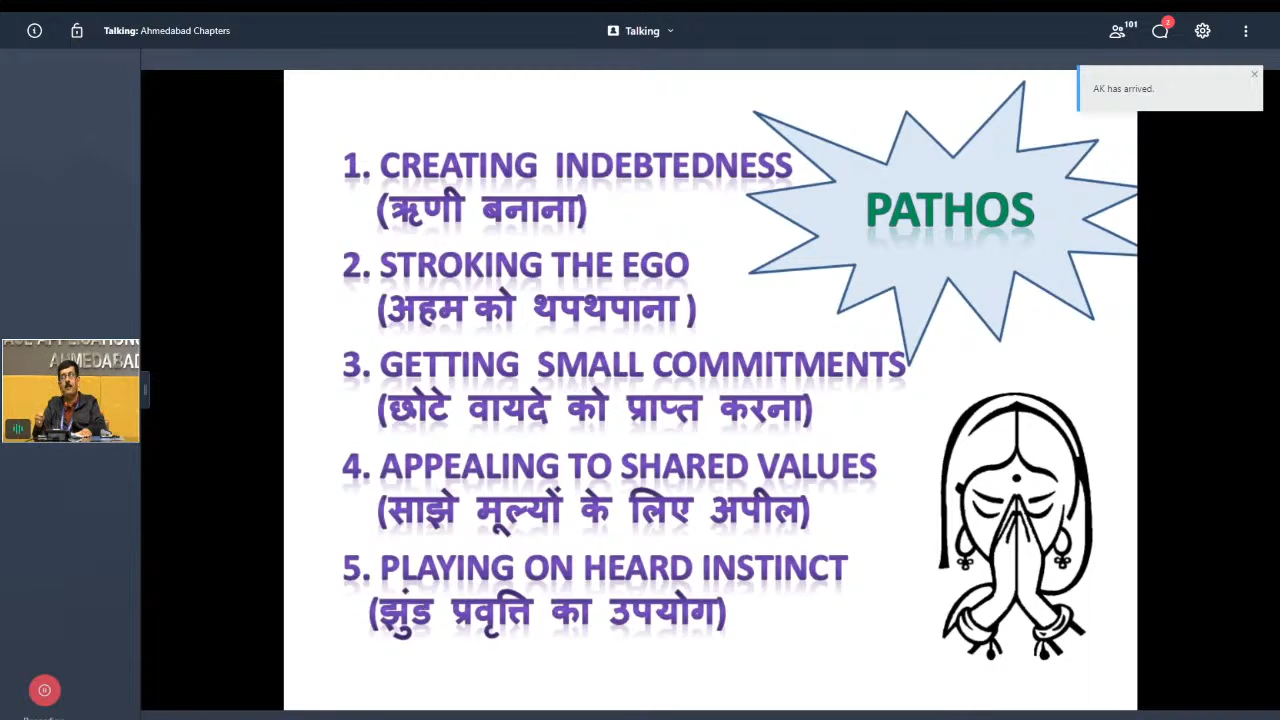 Talking: Ahmedabad Chapters
Talking
101
2
AK has arrived.
1. CREATING INDEBTEDNESS
(ऋणी बनाना)
PATHOS
2. STROKING THE EGO
(अहम को थपथपाना )
3. GETTING SMALL COMMITMENTS
(छोटे वायदे को प्राप्त करना)
4. APPEALING TO SHARED VALUES
(साझे मूल्यों के लिए अपील)
5. PLAYING ON HEARD INSTINCT
(झुंड प्रवृत्ति का उपयोग)
AHMEDABAD